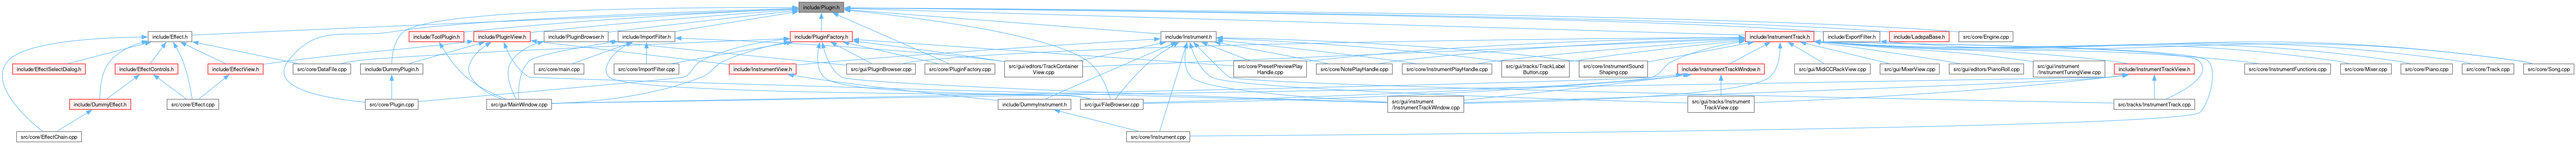 include/Plugin.h
include/Effect.h
include/ToolPlugin.h
include/PluginView.h
include/PluginBrowser.h
include/ImportFilter.h
include/PluginFactory.h
include/Instrument.h
include/InstrumentTrack.h
include/ExportFilter.h
include/LadspaBase.h
src/core/Engine.cpp
include/EffectSelectDialog.h
include/EffectControls.h
include/EffectView.h
src/core/DataFile.cpp
include/DummyPlugin.h
src/core/main.cpp
src/core/ImportFilter.cpp
include/InstrumentView.h
src/gui/PluginBrowser.cpp
src/core/PluginFactory.cpp
src/gui/editors/TrackContainer
View.cpp
src/core/PresetPreviewPlay
Handle.cpp
src/core/NotePlayHandle.cpp
src/core/InstrumentPlayHandle.cpp
src/gui/tracks/TrackLabel
Button.cpp
src/core/InstrumentSound
Shaping.cpp
include/InstrumentTrackWindow.h
src/gui/MidiCCRackView.cpp
src/gui/MixerView.cpp
src/gui/editors/PianoRoll.cpp
src/gui/instrument
/InstrumentTuningView.cpp
include/InstrumentTrackView.h
src/core/InstrumentFunctions.cpp
src/core/Mixer.cpp
src/core/Piano.cpp
src/core/Track.cpp
src/core/Song.cpp
include/DummyEffect.h
src/core/Effect.cpp
src/core/Plugin.cpp
src/gui/MainWindow.cpp
include/DummyInstrument.h
src/gui/FileBrowser.cpp
src/gui/instrument
/InstrumentTrackWindow.cpp
src/gui/tracks/Instrument
TrackView.cpp
src/tracks/InstrumentTrack.cpp
src/core/EffectChain.cpp
src/core/Instrument.cpp